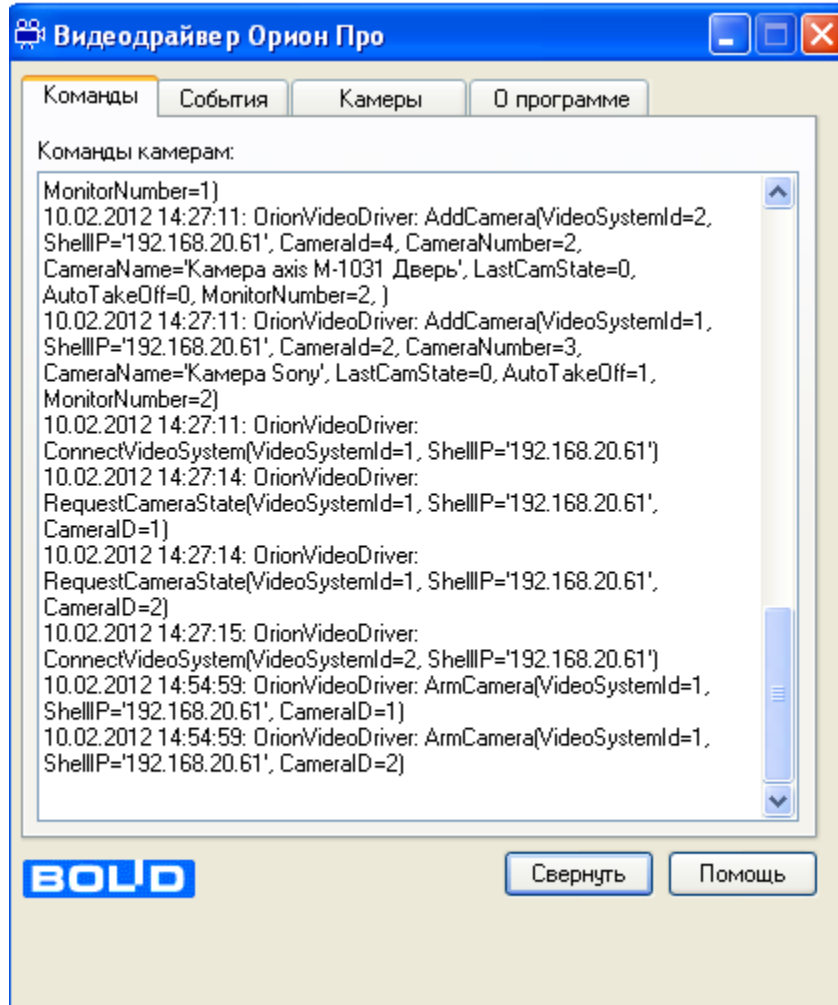 Видеодрайвер Орион Про
Команды
События
Камеры
О программе
Команды камерам:
MonitorNumber=1)
10.02.2012 14:27:11: OrionVideoDriver: AddCamera(VideoSystemId=2,
ShellIP='192.168.20.61', CameraId=4, CameraNumber=2,
CameraName='Камера axis M-1031 Дверь', LastCamState=0,
AutoTakeOff=0, MonitorNumber=2, )
10.02.2012 14:27:11: OrionVideoDriver: AddCamera(VideoSystemId=1,
ShellIP='192.168.20.61', CameraId=2, CameraNumber=3,
CameraName='Камера Sony', LastCamState=0, AutoTakeOff=1,
MonitorNumber=2)
10.02.2012 14:27:11: OrionVideoDriver:
ConnectVideoSystem(VideoSystemId=1, ShellIP='192.168.20.61')
10.02.2012 14:27:14: OrionVideoDriver:
RequestCameraState(VideoSystemId=1, ShellIP='192.168.20.61',
CameraID=1)
10.02.2012 14:27:14: OrionVideoDriver:
RequestCameraState(VideoSystemId=1, ShellIP='192.168.20.61',
CameraID=2)
10.02.2012 14:27:15: OrionVideoDriver:
ConnectVideoSystem(VideoSystemId=2, ShellIP='192.168.20.61')
10.02.2012 14:54:59: OrionVideoDriver: ArmCamera(VideoSystemId=1,
ShellIP='192.168.20.61', CameraID=1)
10.02.2012 14:54:59: OrionVideoDriver: ArmCamera(VideoSystemId=1,
ShellIP='192.168.20.61', CameraID=2)
BOLID
Свернуть
Помощь